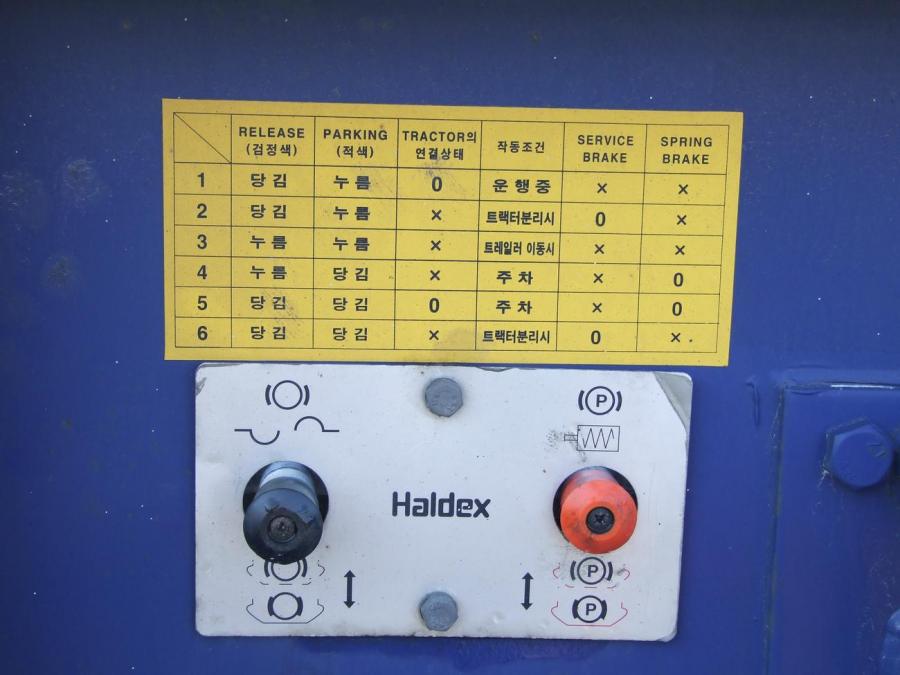 RELEASE PARKING TRACTOR의 작동조건 SERVICE SPRING
(검정색) (적색) 연결상태 BRAKE BRAKE
1 당김 누름 0 운행중 × ×
2 당김 누름 × 트랙터분리시 0 ×
3 누름 누름 × 트레일러 이동시 × ×
4 누름 당김 × 주차 × 0
5 당김 당김 0 주차 × 0
6 당김 당김 × 트랙터분리시 0 ×
P
Haldex
P
P